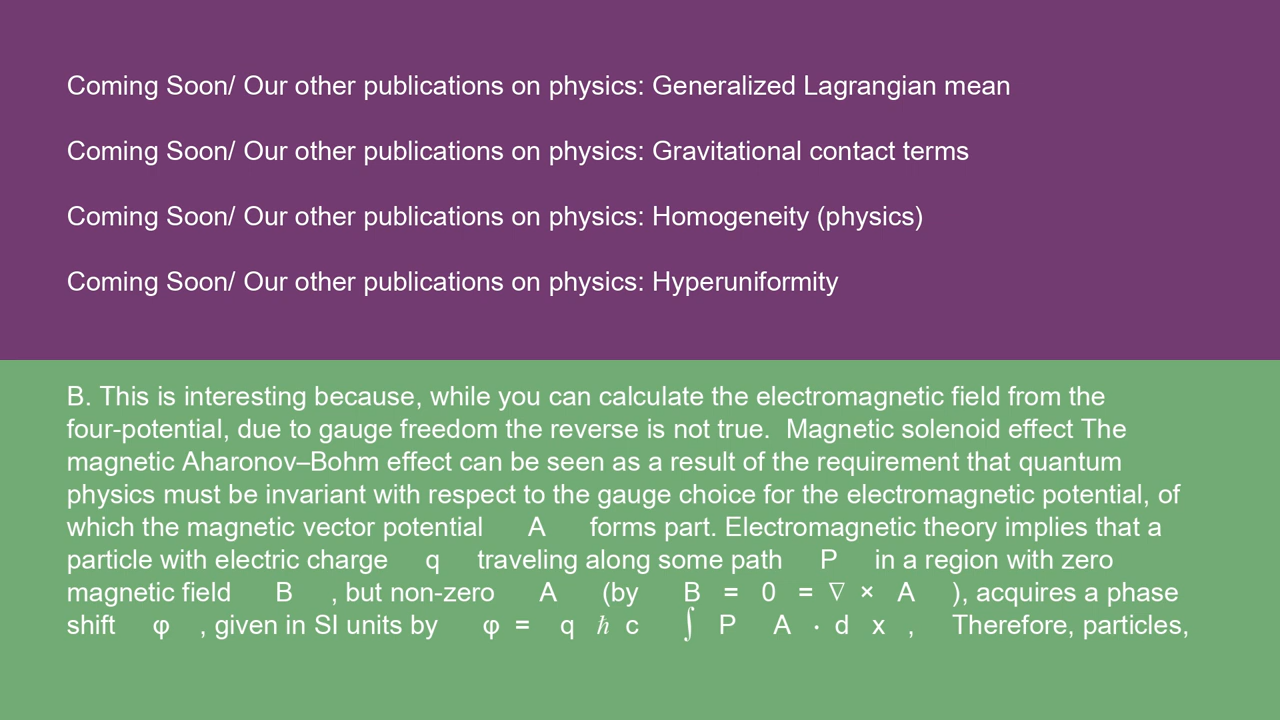 Coming Soon/ Our other publications on physics: Generalized Lagrangian mean
Coming Soon/ Our other publications on physics: Gravitational contact terms
Coming Soon/ Our other publications on physics: Homogeneity (physics)
Coming Soon/ Our other publications on physics: Hyperuniformity
B. This is interesting because, while you can calculate the electromagnetic field from the
four-potential, due to gauge freedom the reverse is not true.  Magnetic solenoid effect The
magnetic Aharonov–Bohm effect can be seen as a result of the requirement that quantum
physics must be invariant with respect to the gauge choice for the electromagnetic potential, of
which the magnetic vector potential A forms part. Electromagnetic theory implies that a
particle with electric charge q traveling along some path P in a region with zero
magnetic field B , but non-zero A (by B = 0 = ∇ × A ), acquires a phase
shift φ , given in SI units by φ = q ℏ c ∫ P A ⋅ d x , Therefore, particles,